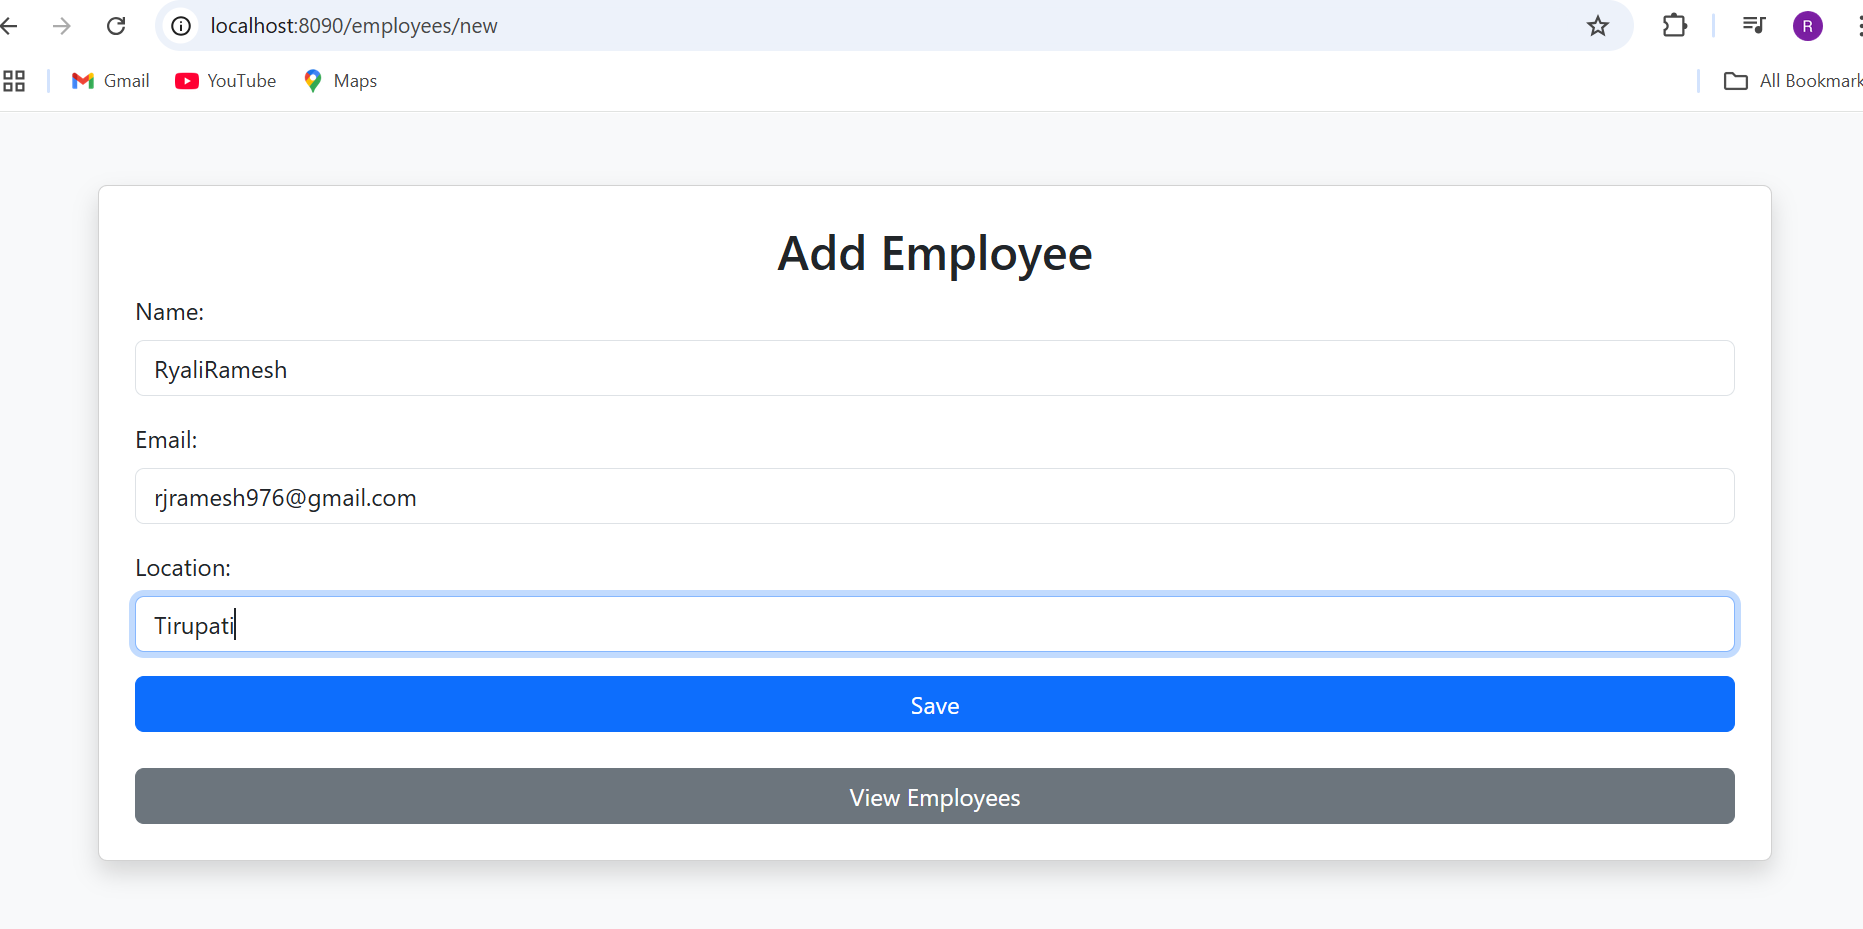 localhost:8090/employees/new
R
Gmail YouTube Maps All Bookmark
Add Employee
Name:
RyaliRamesh
Email:
rjramesh976@gmail.com
Location:
Tirupati
Save
View Employees